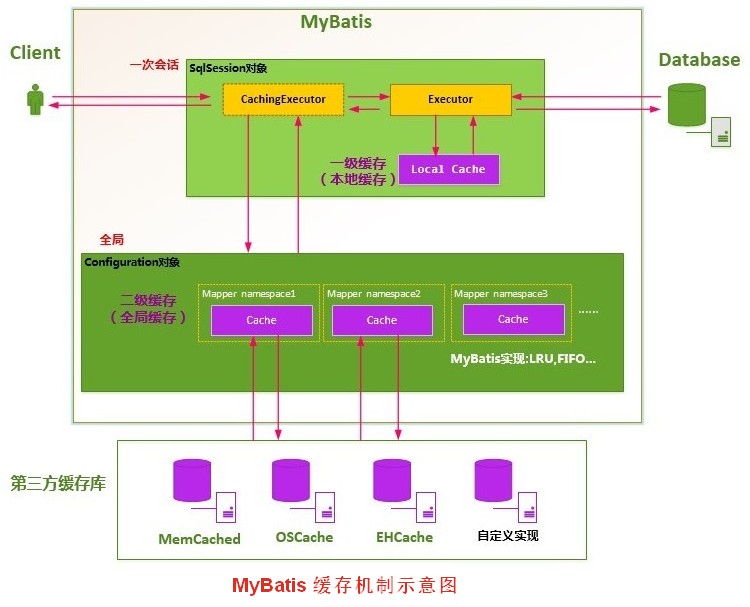 MyBatis
Client
Database
一次会话
SqlSession对象
CachingExecutor
Executor
一级缓存
（本地缓存）
Local Cache
全局
Configuration对象
二级缓存
（全局缓存）
Mapper namespace1
Mapper namespace2
Mapper namespace3
Cache
Cache
Cache
......
MyBatis实现:LRU,FIFO...
第三方缓存库
MemCached
OSCache
EHCache
自定义实现
MyBatis 缓存机制示意图